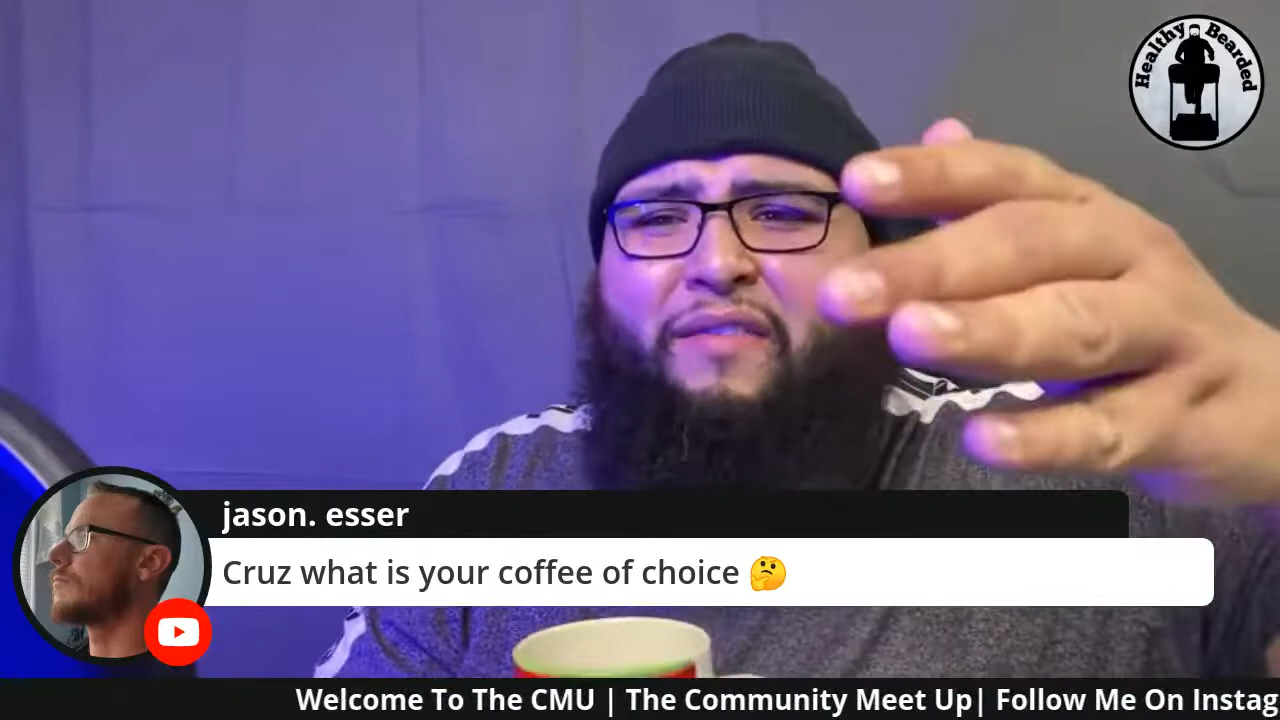 Healthy Bearded
jason. esser
Cruz what is your coffee of choice 🤔
Welcome To The CMU | The Community Meet Up| Follow Me On Instag